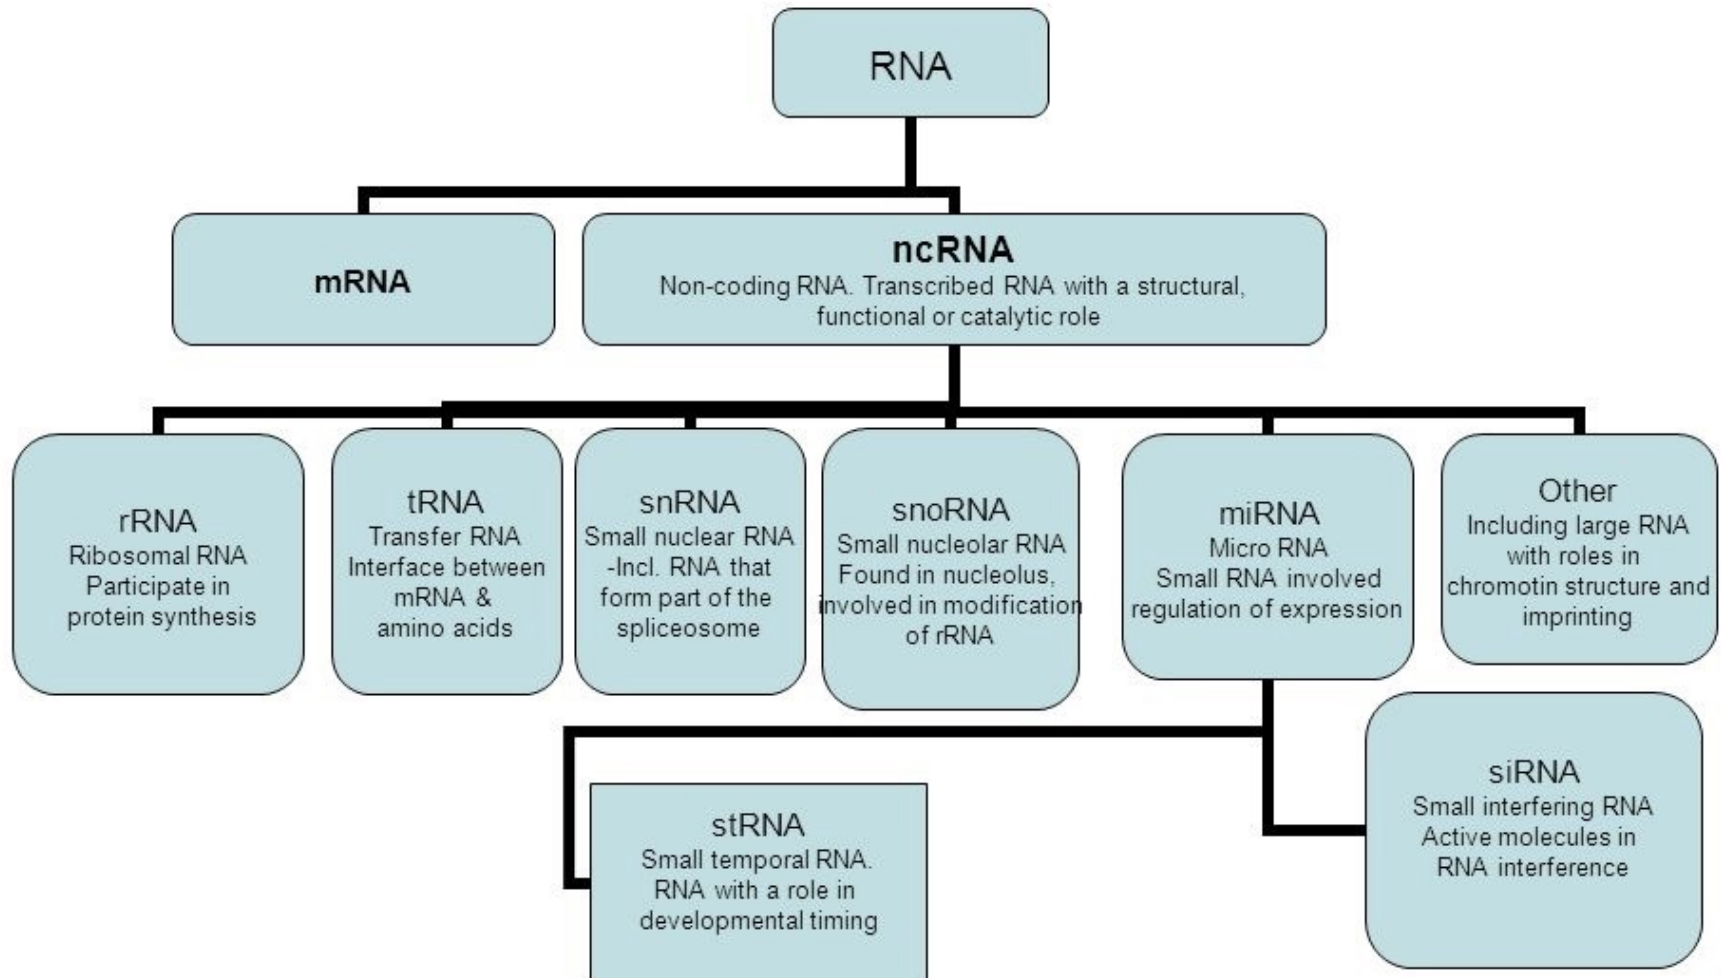 RNA
mRNA
ncRNA
Non-coding RNA. Transcribed RNA with a structural,
functional or catalytic role
rRNA
Ribosomal RNA
Participate in
protein synthesis
tRNA
Transfer RNA
Interface between
mRNA &
amino acids
snRNA
Small nuclear RNA
-Incl. RNA that
form part of the
spliceosome
snoRNA
Small nucleolar RNA
Found in nucleolus,
involved in modification
of rRNA
miRNA
Micro RNA
Small RNA involved
regulation of expression
Other
Including large RNA
with roles in
chromotin structure and
imprinting
stRNA
Small temporal RNA.
RNA with a role in
developmental timing
siRNA
Small interfering RNA
Active molecules in
RNA interference